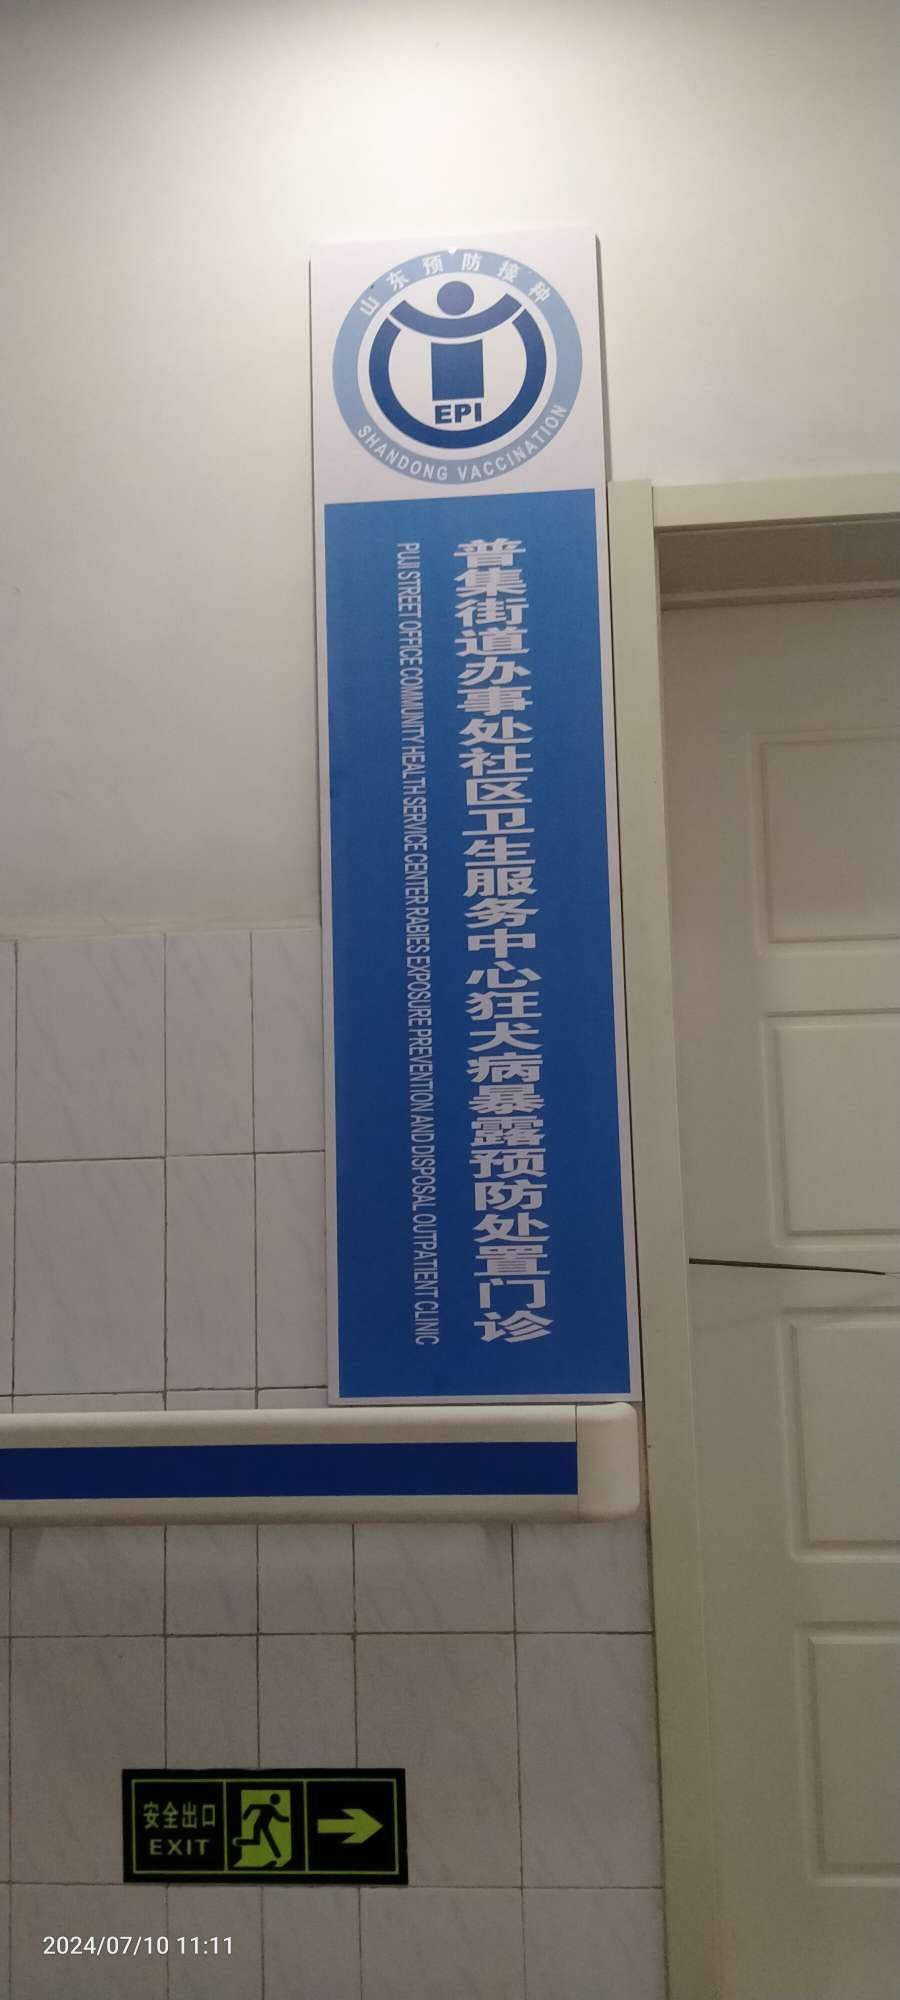 山东预防接种
EPI
SHANDONG VACCINATION
普集街道办事处社区卫生服务中心狂犬病暴露预防处置门诊
PUJI STREET OFFICE COMMUNITY HEALTH SERVICE CENTER RABIES EXPOSURE PREVENTION AND DISPOSAL OUTPATIENT CLINIC
安全出口
EXIT
2024/07/10 11:11